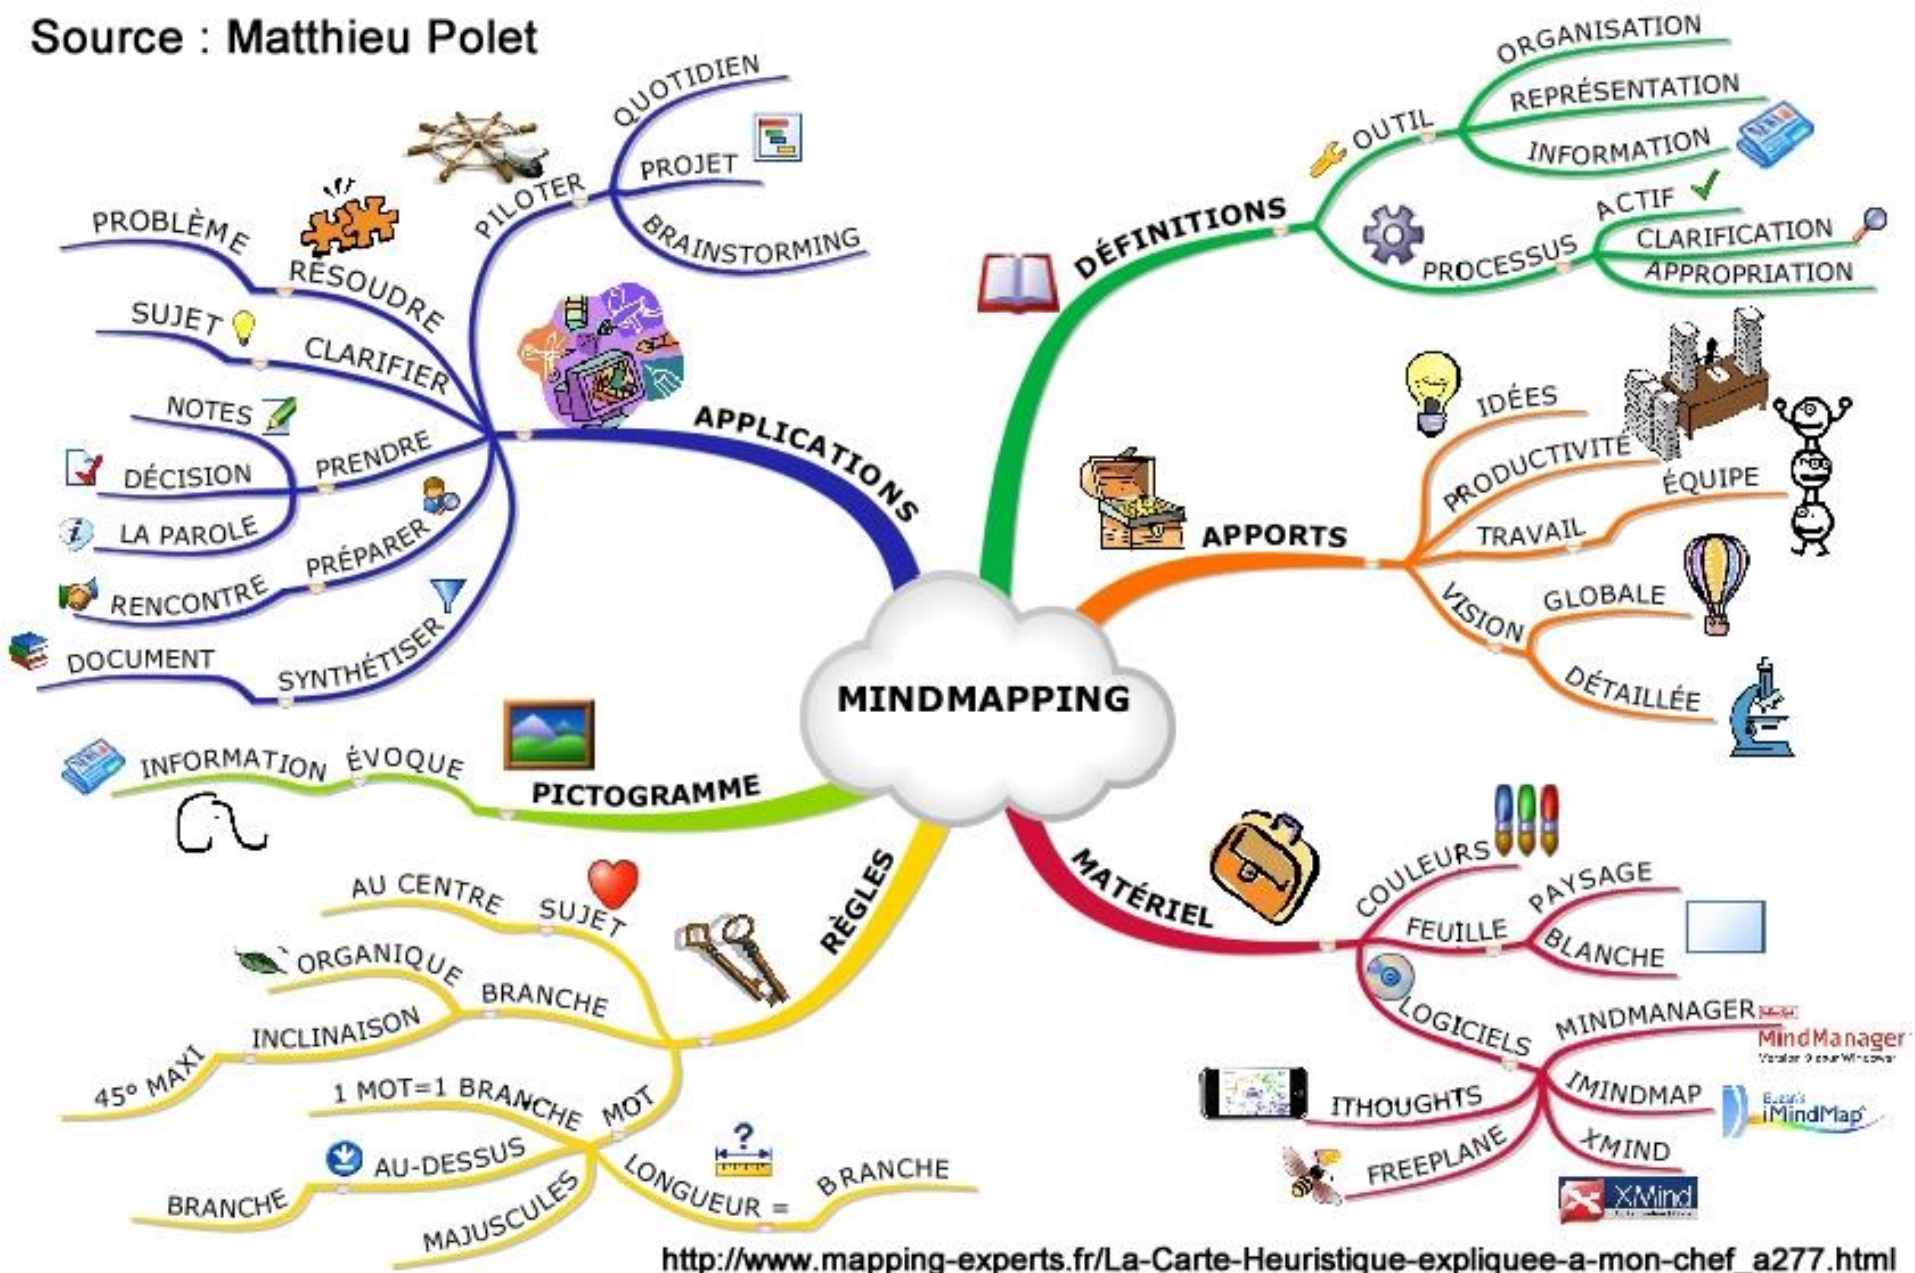 Source : Matthieu Polet
QUOTIDIEN
PROJET
BRAINSTORMING
PILOTER
PROBLÈME
RÉSOUDRE
SUJET
CLARIFIER
NOTES
DÉCISION
LA PAROLE
PRENDRE
RENCONTRE
PRÉPARER
DOCUMENT
SYNTHÉTISER
APPLICATIONS
DÉFINITIONS
OUTIL
ORGANISATION
REPRÉSENTATION
INFORMATION
PROCESSUS
ACTIF
CLARIFICATION
APPROPRIATION
APPORTS
IDÉES
PRODUCTIVITÉ
TRAVAIL
ÉQUIPE
VISION
GLOBALE
DÉTAILLÉE
MINDMAPPING
PICTOGRAMME
ÉVOQUE
INFORMATION
RÈGLES
SUJET
AU CENTRE
BRANCHE
ORGANIQUE
INCLINAISON
45° MAXI
MOT
1 MOT=1 BRANCHE
AU-DESSUS
BRANCHE
MAJUSCULES
LONGUEUR =
BRANCHE
?
MATÉRIEL
COULEURS
FEUILLE
PAYSAGE
BLANCHE
LOGICIELS
MINDMANAGER
MindManager
IMINDMAP
Buzan's
iMindMap
XMIND
XMind
FREEPLANE
ITHOUGHTS
http://www.mapping-experts.fr/La-Carte-Heuristique-expliquee-a-mon-chef_a277.html